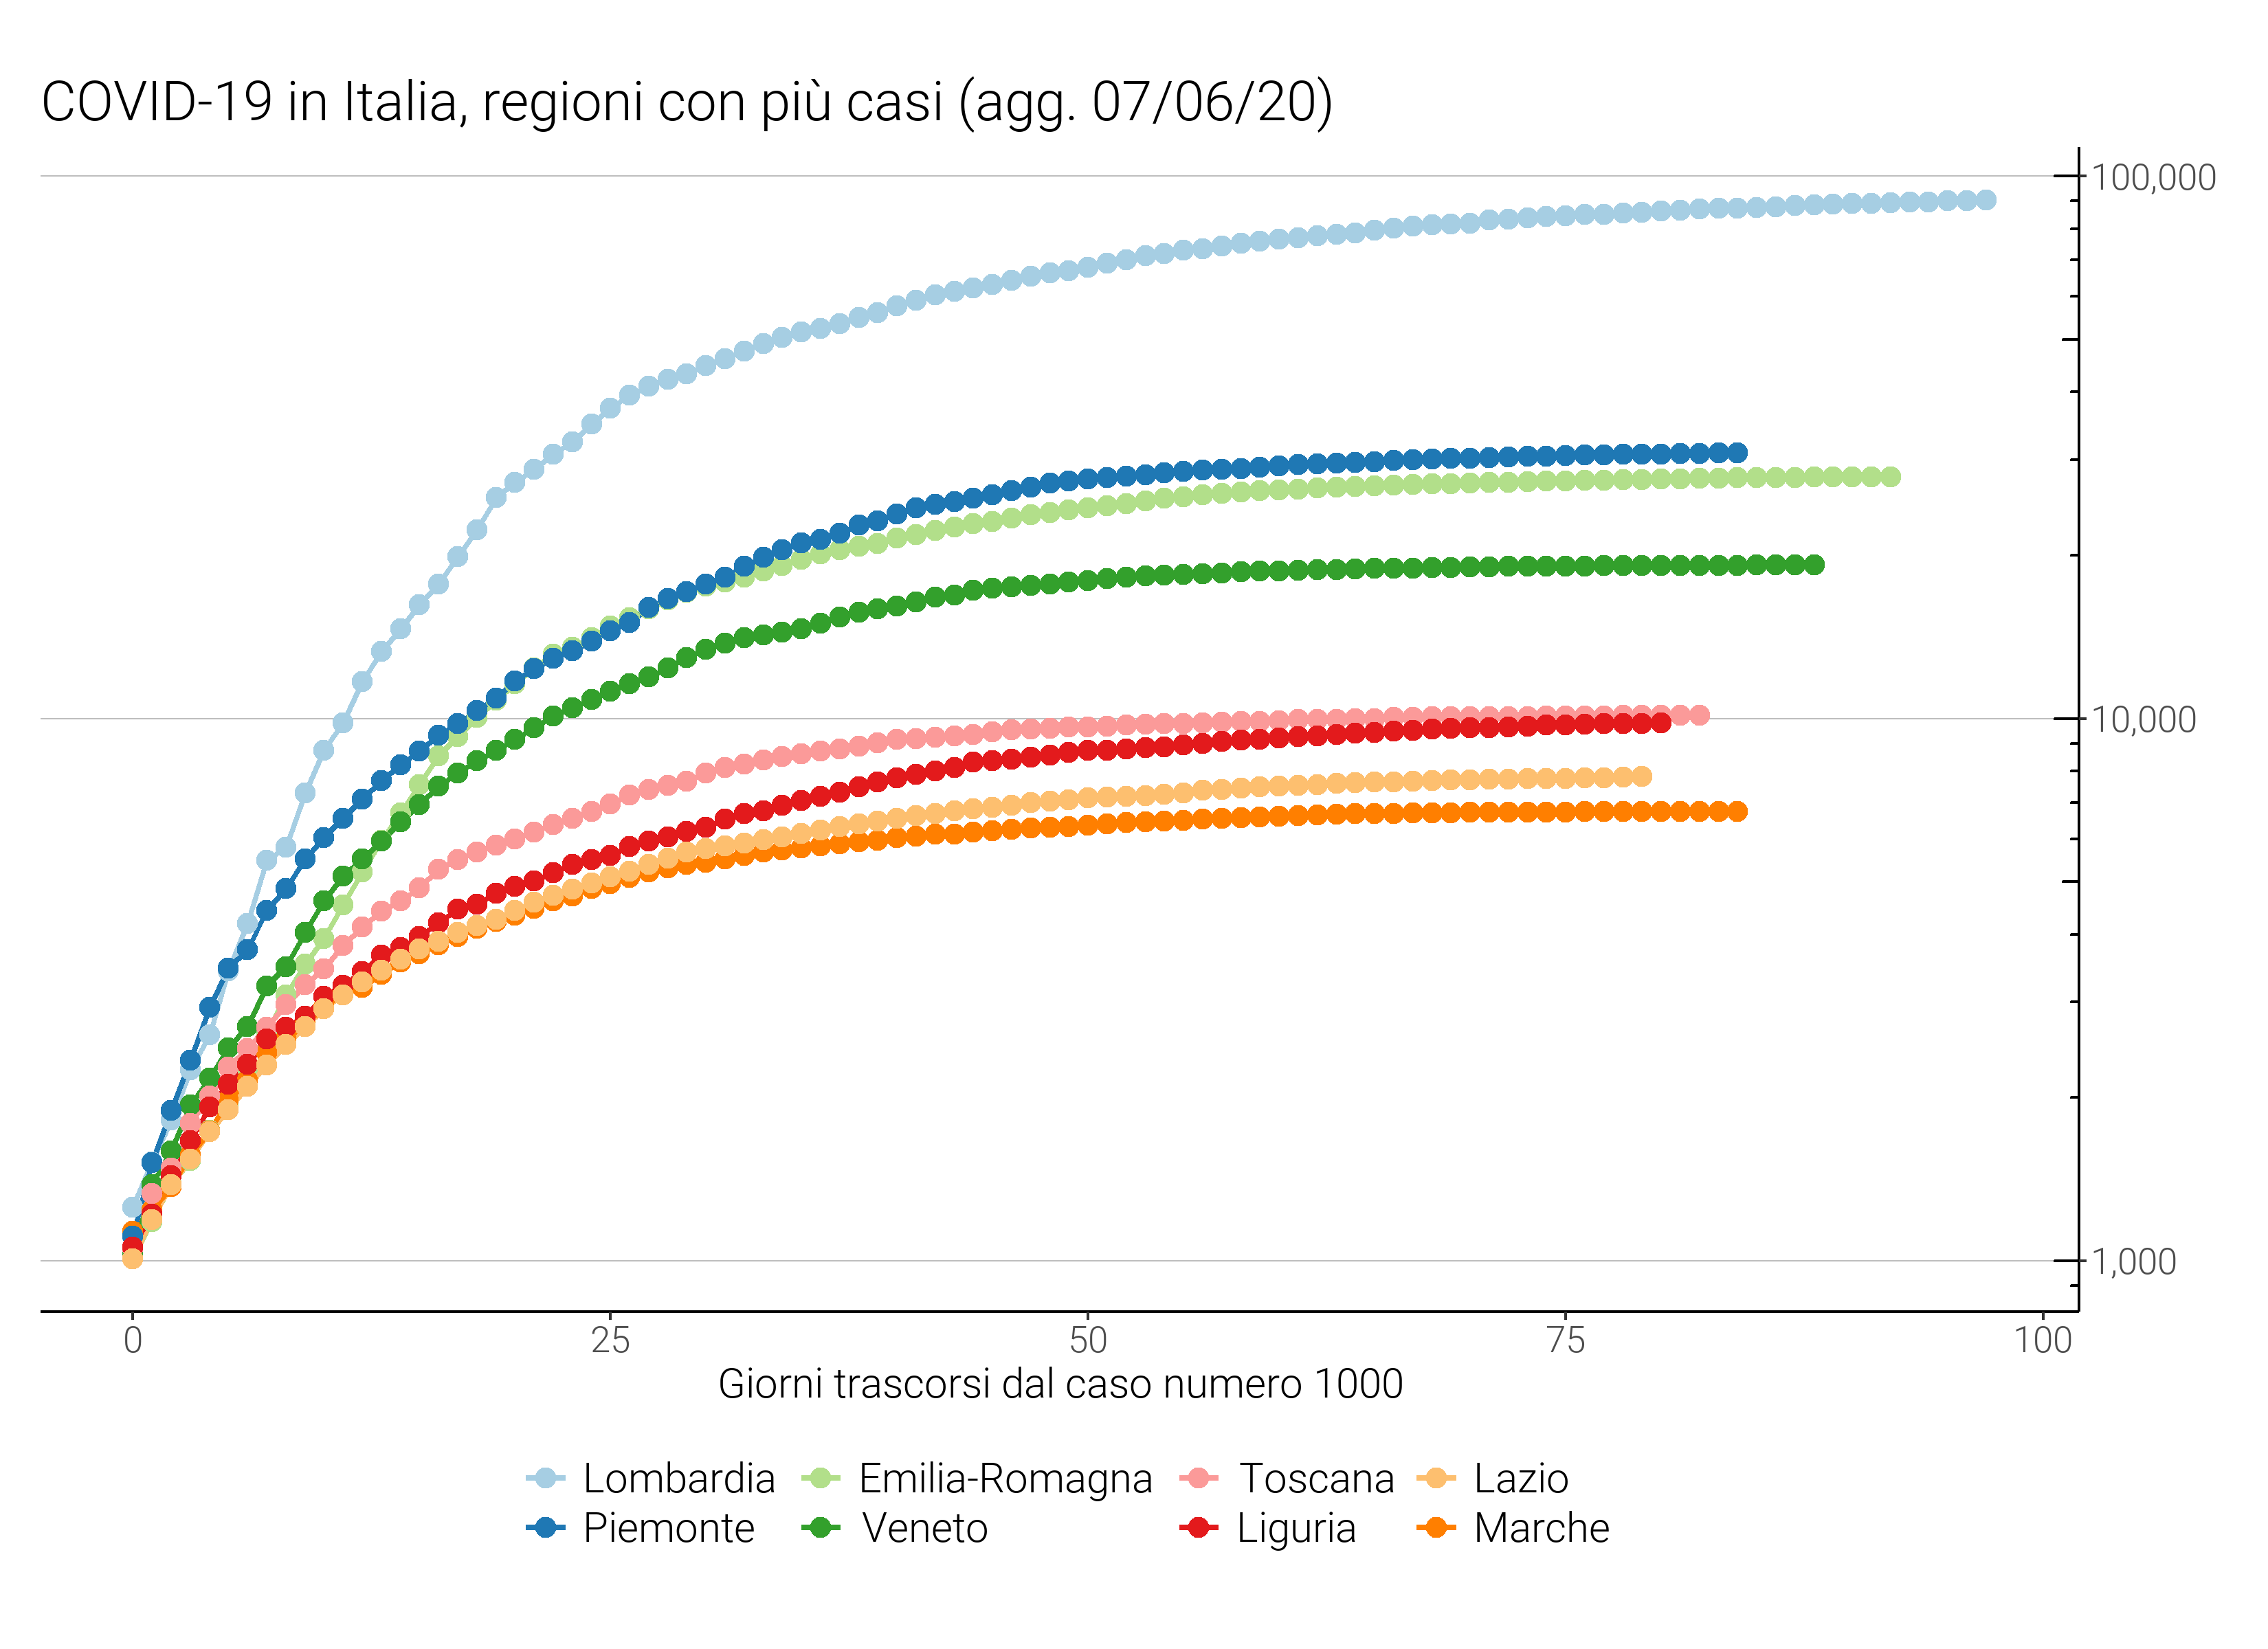 COVID-19 in Italia, regioni con più casi (agg. 07/06/20)
100,000
10,000
1,000
0 25 50 75 100
Giorni trascorsi dal caso numero 1000
Lombardia Emilia-Romagna Toscana Lazio
Piemonte Veneto Liguria Marche